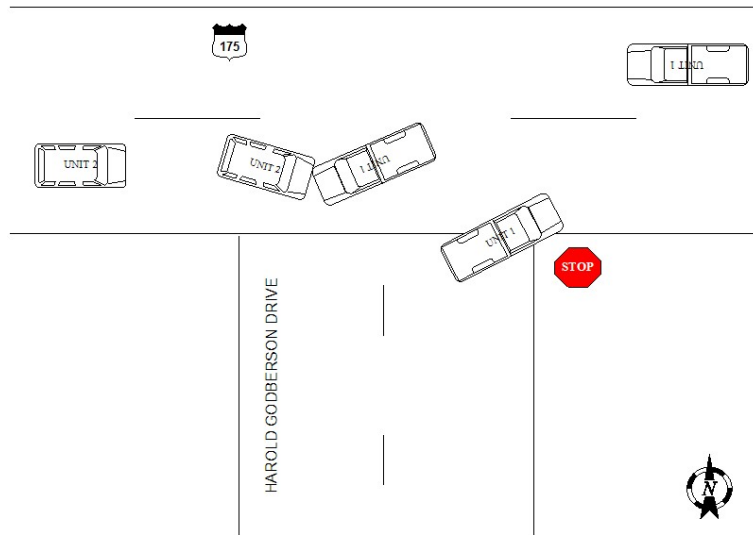 175
UNIT 1
UNIT 2
UNIT 2
UNIT 1
UNIT 1
STOP
HAROLD GODBERSON DRIVE
N